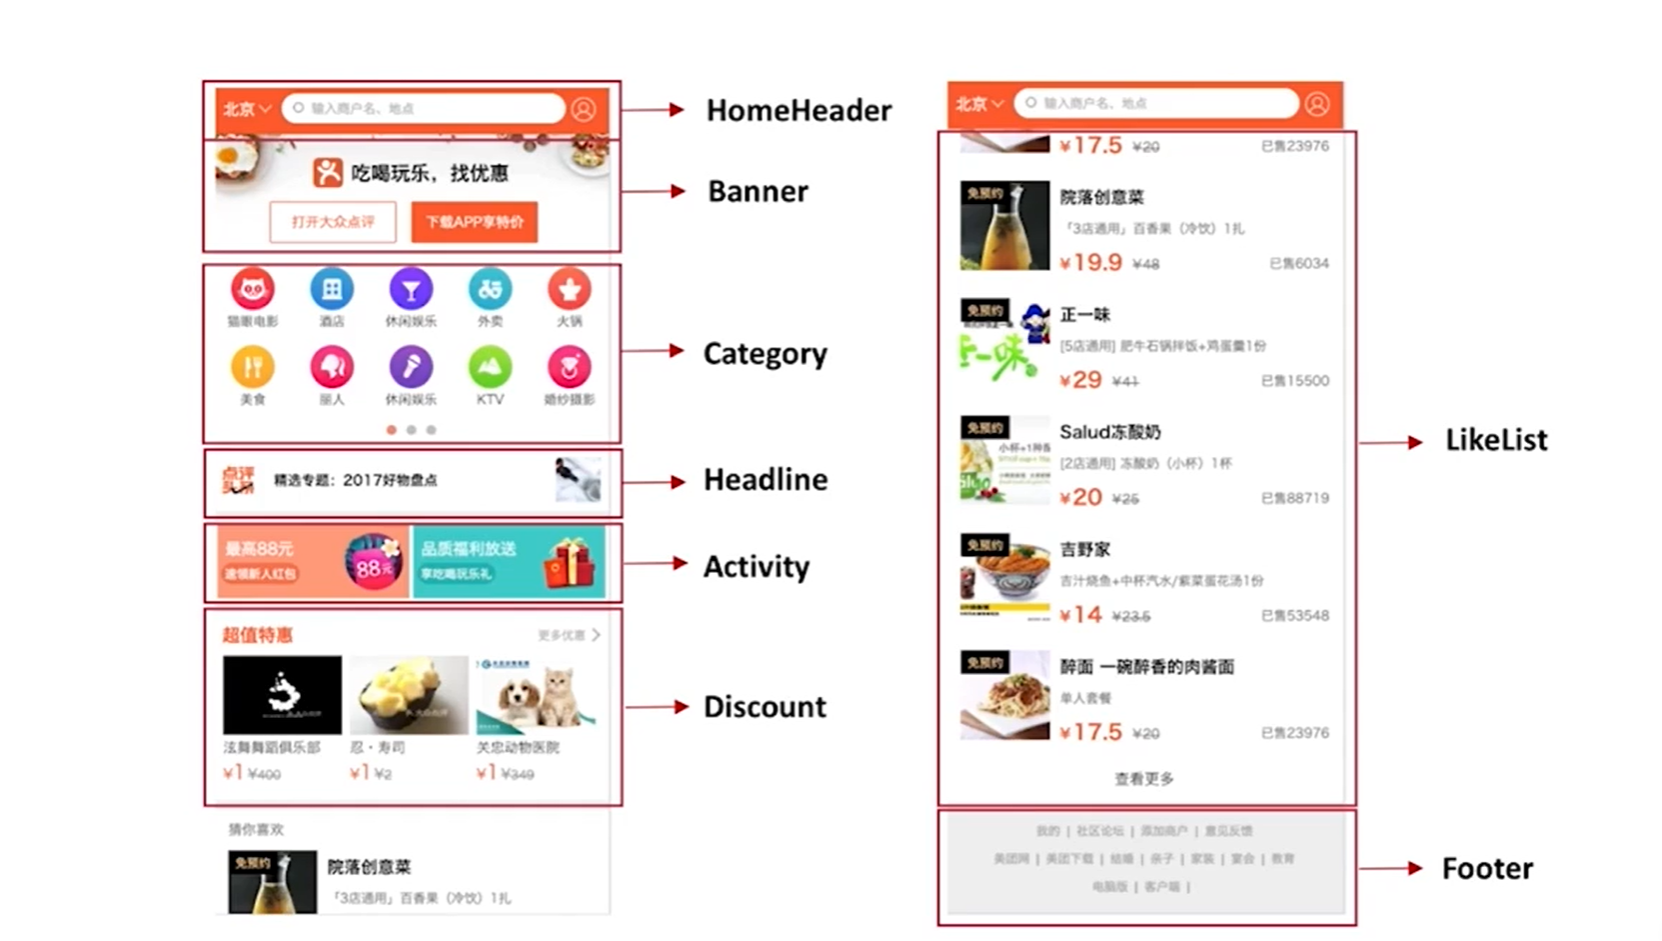 北京
输入商户名、地点
HomeHeader
吃喝玩乐，找优惠
打开大众点评
下载APP享特价
Banner
猫眼电影
酒店
休闲娱乐
外卖
火锅
美食
丽人
休闲娱乐
KTV
婚纱摄影
Category
点评
头条
精选专题：2017好物盘点
Headline
最高88元
速领新人红包
88元
品质福利放送
享吃喝玩乐礼
Activity
超值特惠
更多优惠
泫舞舞蹈俱乐部
¥1 ¥400
忍・寿司
¥1 ¥2
关忠动物医院
¥1 ¥349
Discount
猜你喜欢
免预约
院落创意菜
「3店通用」百香果（冷饮）1扎
北京
输入商户名、地点
¥17.5 ¥20
已售23976
免预约
院落创意菜
「3店通用」百香果（冷饮）1扎
¥19.9 ¥48
已售6034
免预约
正一味
[5店通用] 肥牛石锅拌饭+鸡蛋羹1份
¥29 ¥41
已售15500
免预约
Salud冻酸奶
[2店通用] 冻酸奶（小杯）1杯
¥20 ¥25
已售88719
免预约
吉野家
吉汁烧鱼+中杯汽水/紫菜蛋花汤1份
¥14 ¥23.5
已售53548
免预约
醉面 一碗醉香的肉酱面
单人套餐
¥17.5 ¥20
已售23976
查看更多
LikeList
我的 | 社区论坛 | 添加商户 | 意见反馈
美团网 | 美团下载 | 结婚 | 亲子 | 家装 | 宴会 | 教育
电脑版 | 客户端 |
Footer